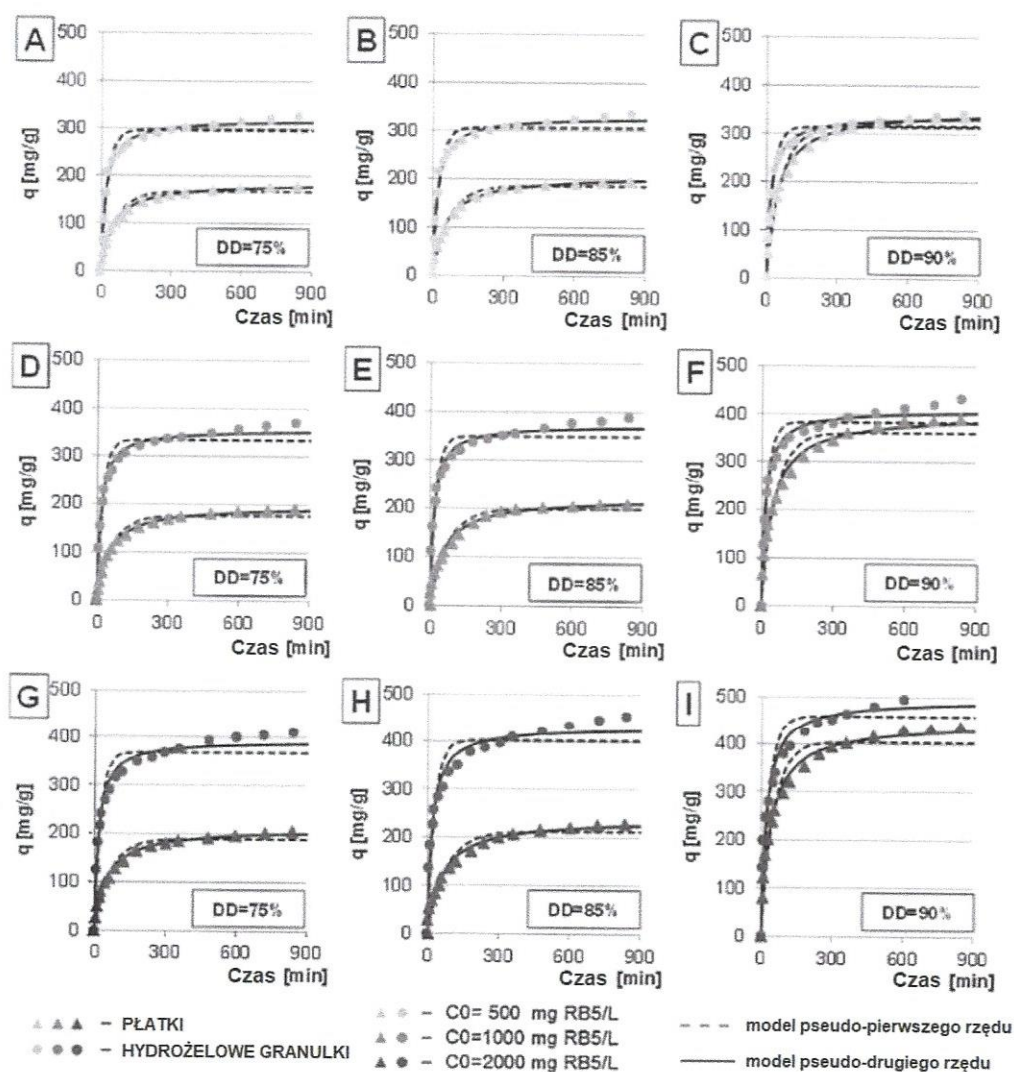 A
500
400
300
200
100
0
q [mg/g]
DD=75%
0 300 600 900
Czas [min]
B
500
400
300
200
100
0
q [mg/g]
DD=85%
0 300 600 900
Czas [min]
C
500
400
300
200
100
0
q [mg/g]
DD=90%
0 300 600 900
Czas [min]
D
500
400
300
200
100
0
q [mg/g]
DD=75%
0 300 600 900
Czas [min]
E
500
400
300
200
100
0
q [mg/g]
DD=85%
0 300 600 900
Czas [min]
F
500
400
300
200
100
0
q [mg/g]
DD=90%
0 300 600 900
Czas [min]
G
500
400
300
200
100
0
q [mg/g]
DD=75%
0 300 600 900
Czas [min]
H
500
400
300
200
100
0
q [mg/g]
DD=85%
0 300 600 900
Czas [min]
I
500
400
300
200
100
0
q [mg/g]
DD=90%
0 300 600 900
Czas [min]
– PŁATKI
– HYDROŻELOWE GRANULKI
– C0= 500 mg RB5/L
– C0=1000 mg RB5/L
– C0=2000 mg RB5/L
model pseudo-pierwszego rzędu
model pseudo-drugiego rzędu